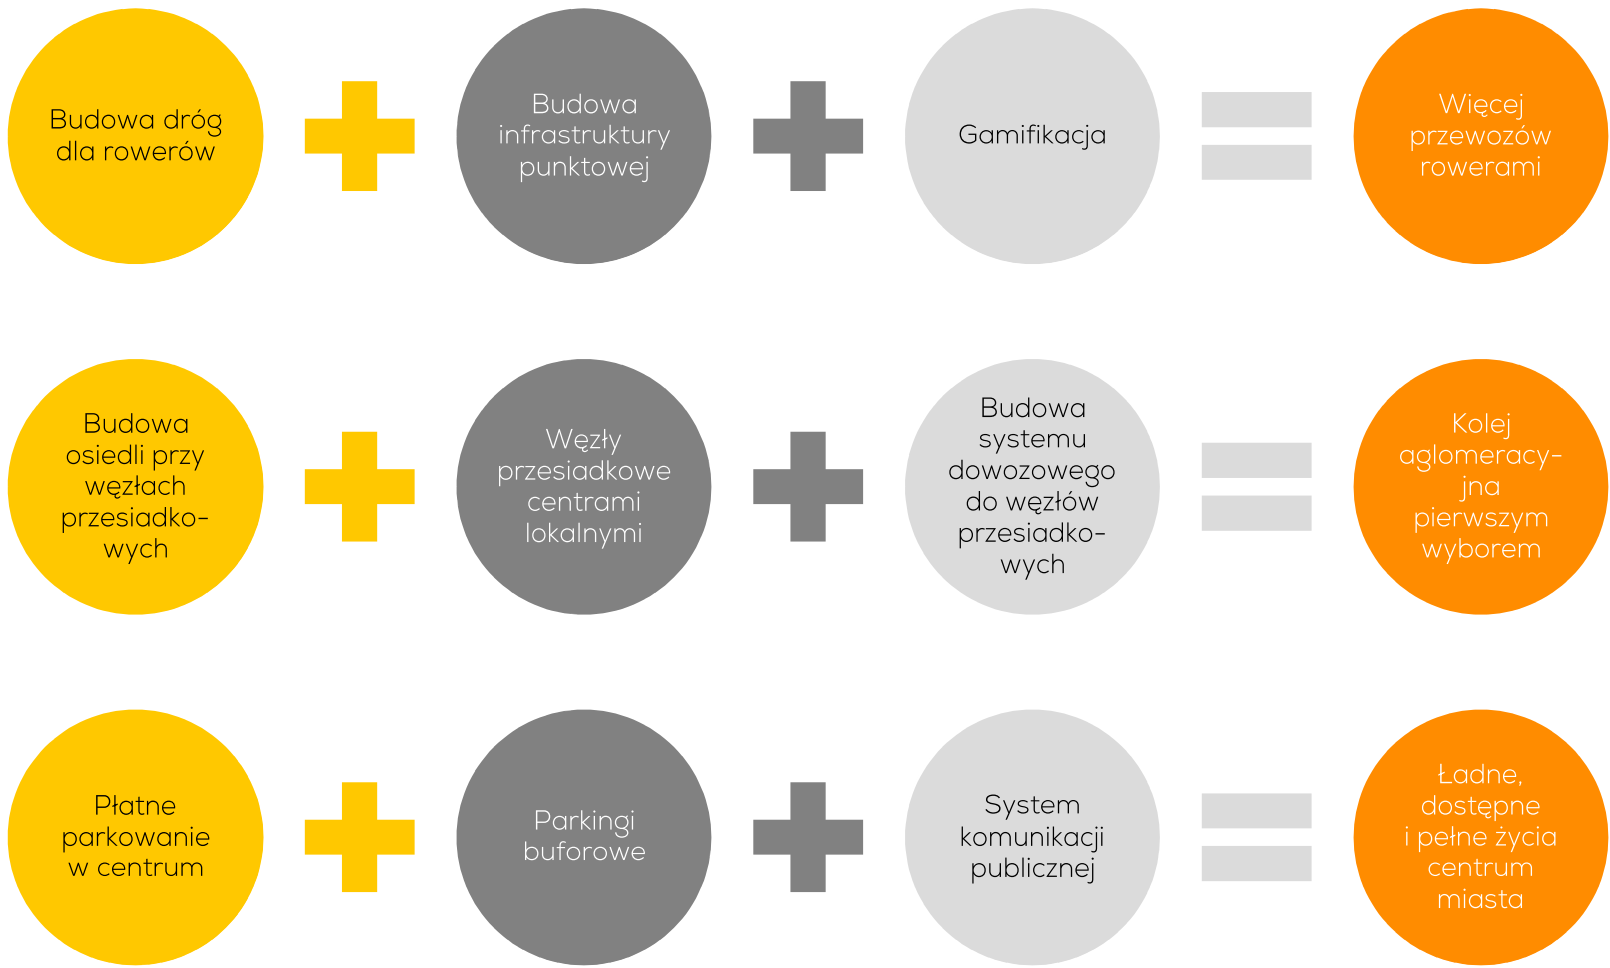 Budowa dróg
dla rowerów
Budowa
infrastruktury
punktowej
Gamifikacja
Więcej
przewozów
rowerami
Budowa
osiedli przy
węzłach
przesiadko-
wych
Węzły
przesiadkowe
centrami
lokalnymi
Budowa
systemu
dowozowego
do węzłów
przesiadko-
wych
Kolej
aglomeracy-
jna
pierwszym
wyborem
Płatne
parkowanie
w centrum
Parkingi
buforowe
System
komunikacji
publicznej
Ładne,
dostępne
i pełne życia
centrum
miasta